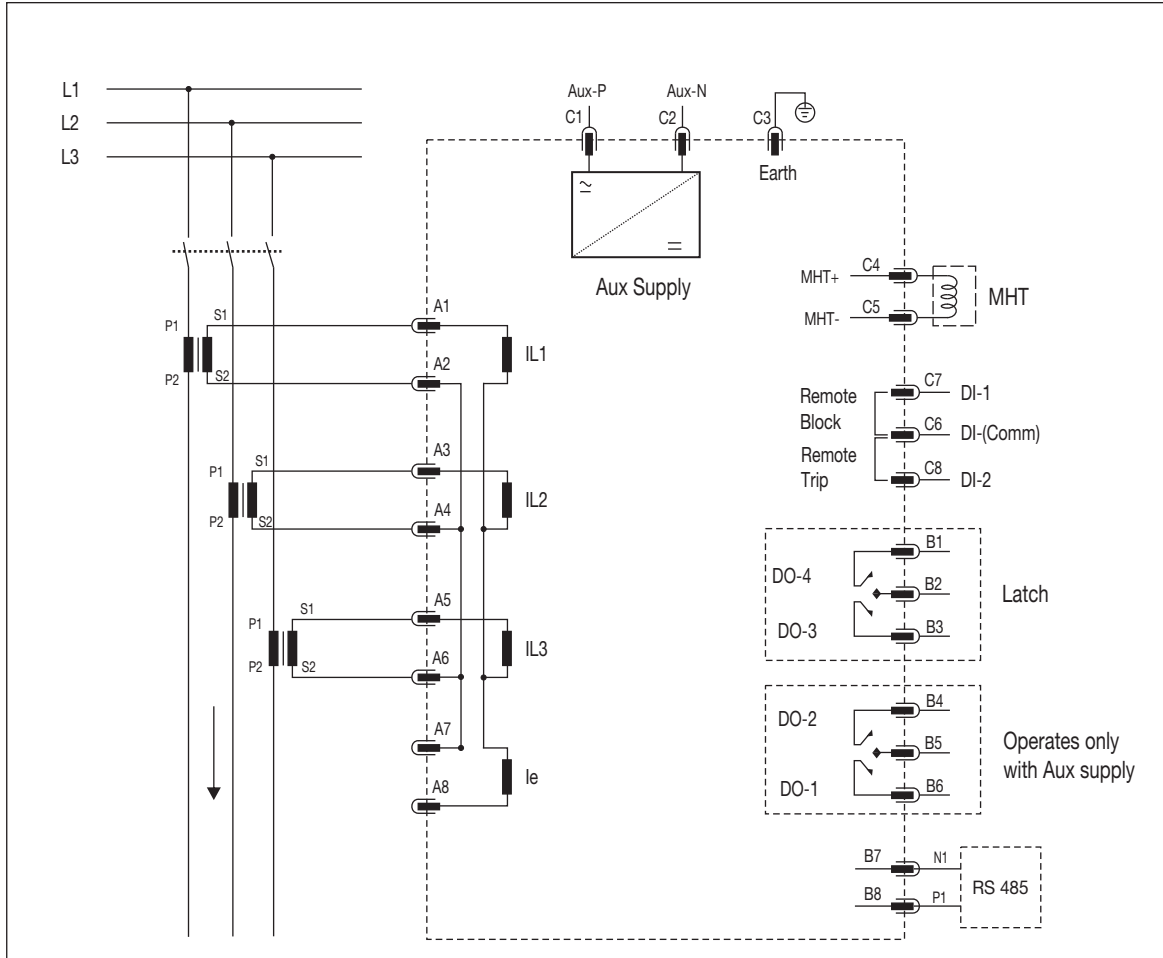 L1
L2
L3
Aux-P
Aux-N
C1
C2
C3
Earth
Aux Supply
MHT+
C4
MHT-
C5
MHT
P1
S1
P2
S2
A1
A2
IL1
P1
S1
P2
S2
A3
A4
IL2
P1
S1
P2
S2
A5
A6
IL3
A7
A8
Ie
Remote
Block
Remote
Trip
C7
DI-1
C6
DI-(Comm)
C8
DI-2
DO-4
DO-3
B1
B2
B3
Latch
DO-2
DO-1
B4
B5
B6
Operates only
with Aux supply
B7
N1
B8
P1
RS 485